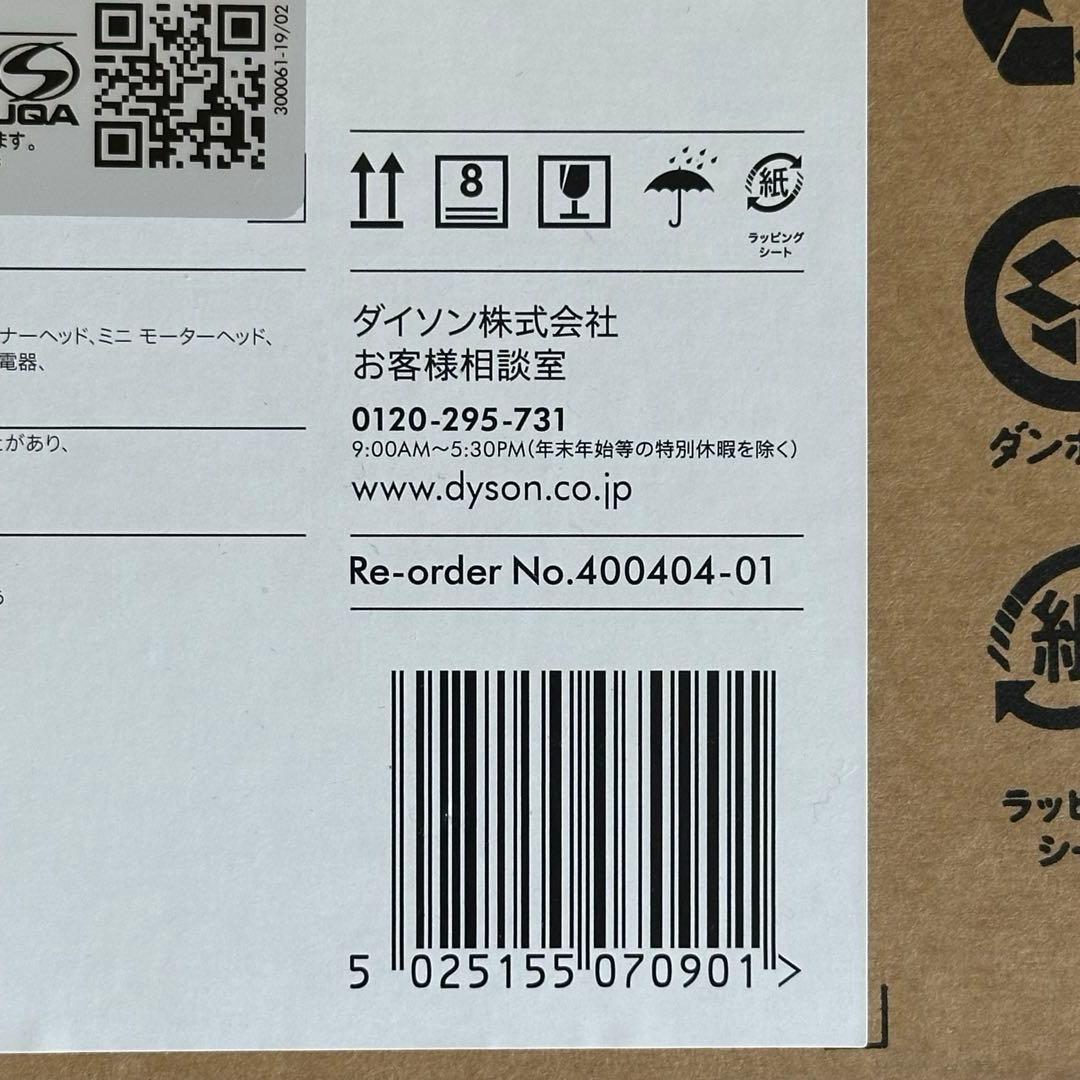 JQA
300061-19/02
ます。
8
紙
ラッピング
シート
ナーヘッド、ミニ モーターヘッド、
電器、
とがあり、
ダイソン株式会社
お客様相談室
0120-295-731
9:00AM～5:30PM(年末年始等の特別休暇を除く)
www.dyson.co.jp
Re-order No.400404-01
5 025155 070901 >
ダンボ
紙
ラッピ
シー